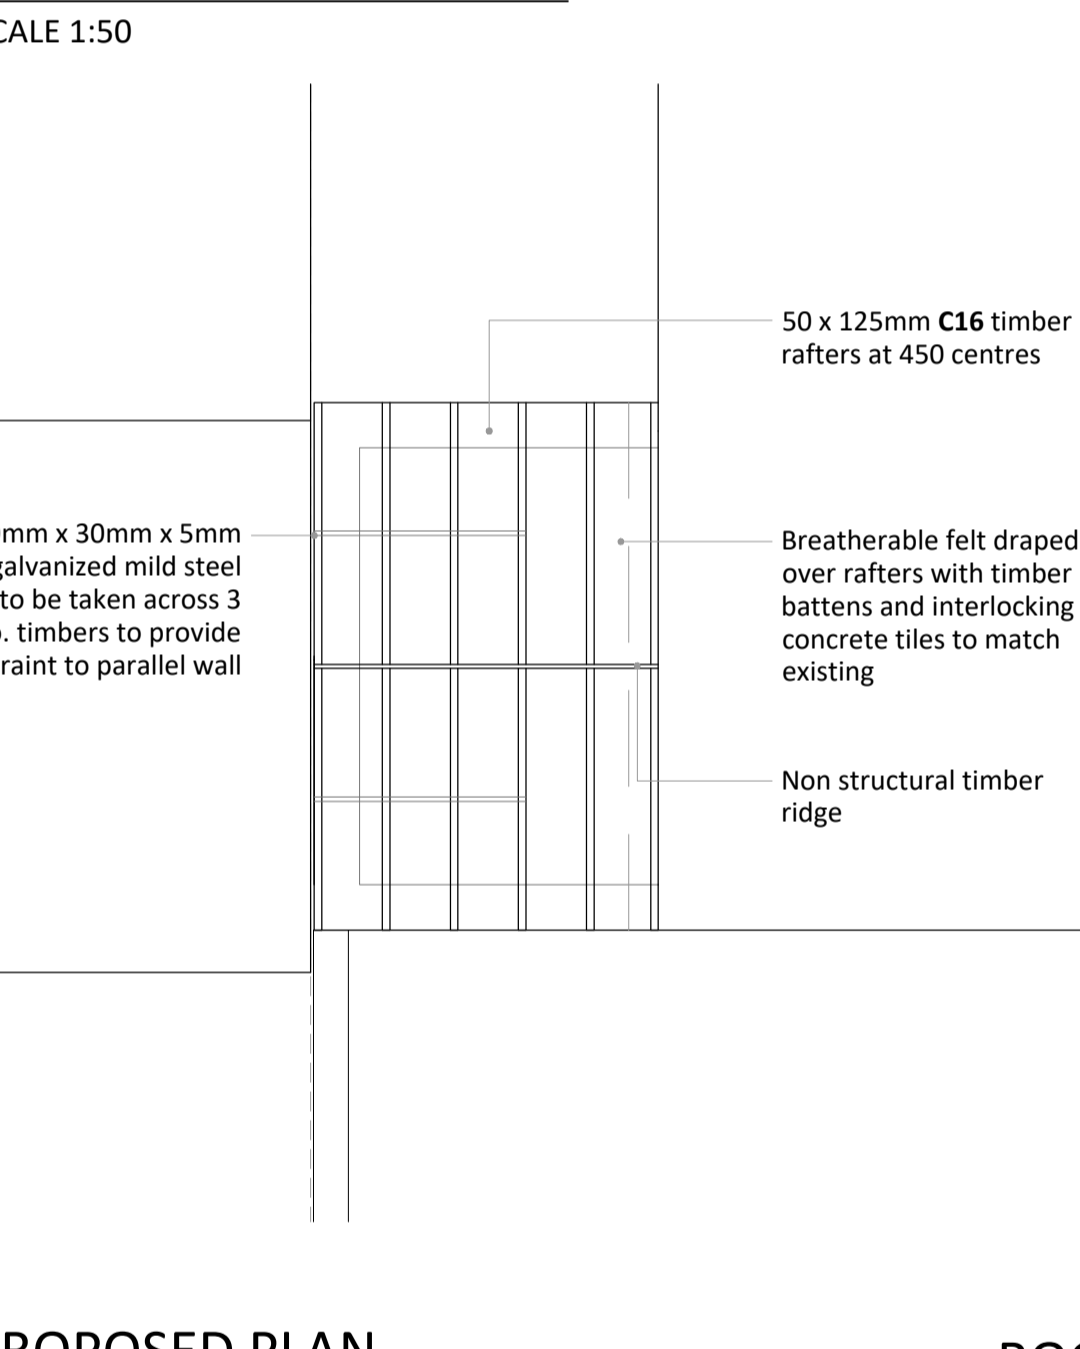 CALE 1:50
50 x 125mm C16 timber
rafters at 450 centres
mm x 30mm x 5mm
galvanized mild steel
to be taken across 3
. timbers to provide
raint to parallel wall
Breatherable felt draped
over rafters with timber
battens and interlocking
concrete tiles to match
existing
Non structural timber
ridge
ROPOSED PLAN